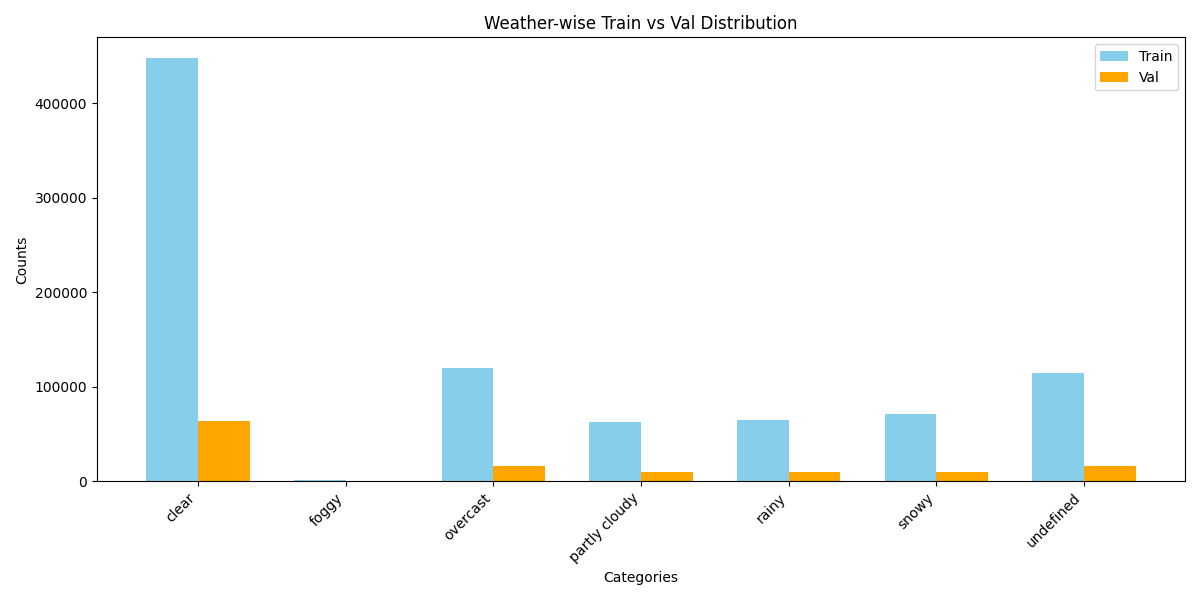 Weather-wise Train vs Val Distribution
Train
Val
Counts
400000
300000
200000
100000
0
clear
foggy
overcast
partly cloudy
rainy
snowy
undefined
Categories